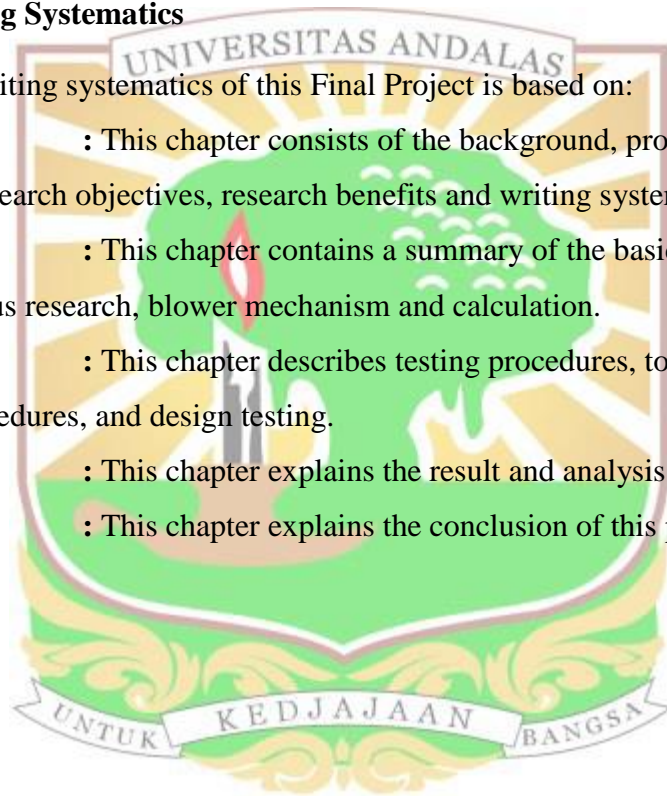 g Systematics
UNIVERSITAS ANDALAS
iting systematics of this Final Project is based on:
: This chapter consists of the background, pro
earch objectives, research benefits and writing syster
: This chapter contains a summary of the basic
us research, blower mechanism and calculation.
: This chapter describes testing procedures, to
edures, and design testing.
: This chapter explains the result and analysis
: This chapter explains the conclusion of this p
UNTUK KEDJAJAAN BANGSA